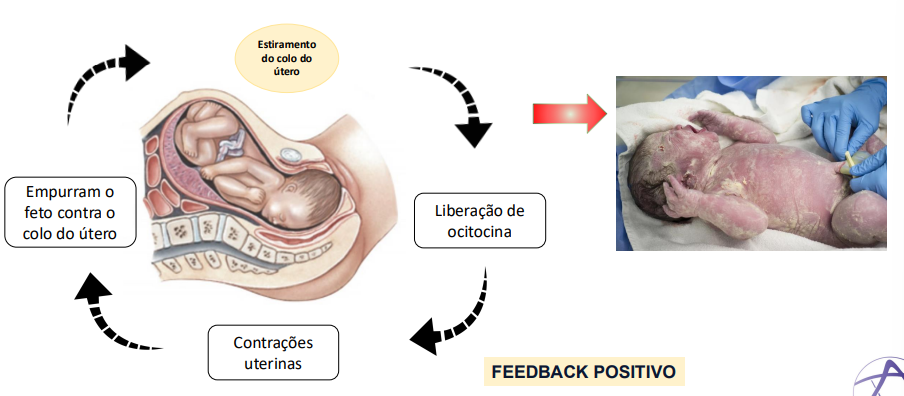 Estiramento
do colo do
útero
Liberação de
ocitocina
Contrações
uterinas
Empurram o
feto contra o
colo do útero
FEEDBACK POSITIVO